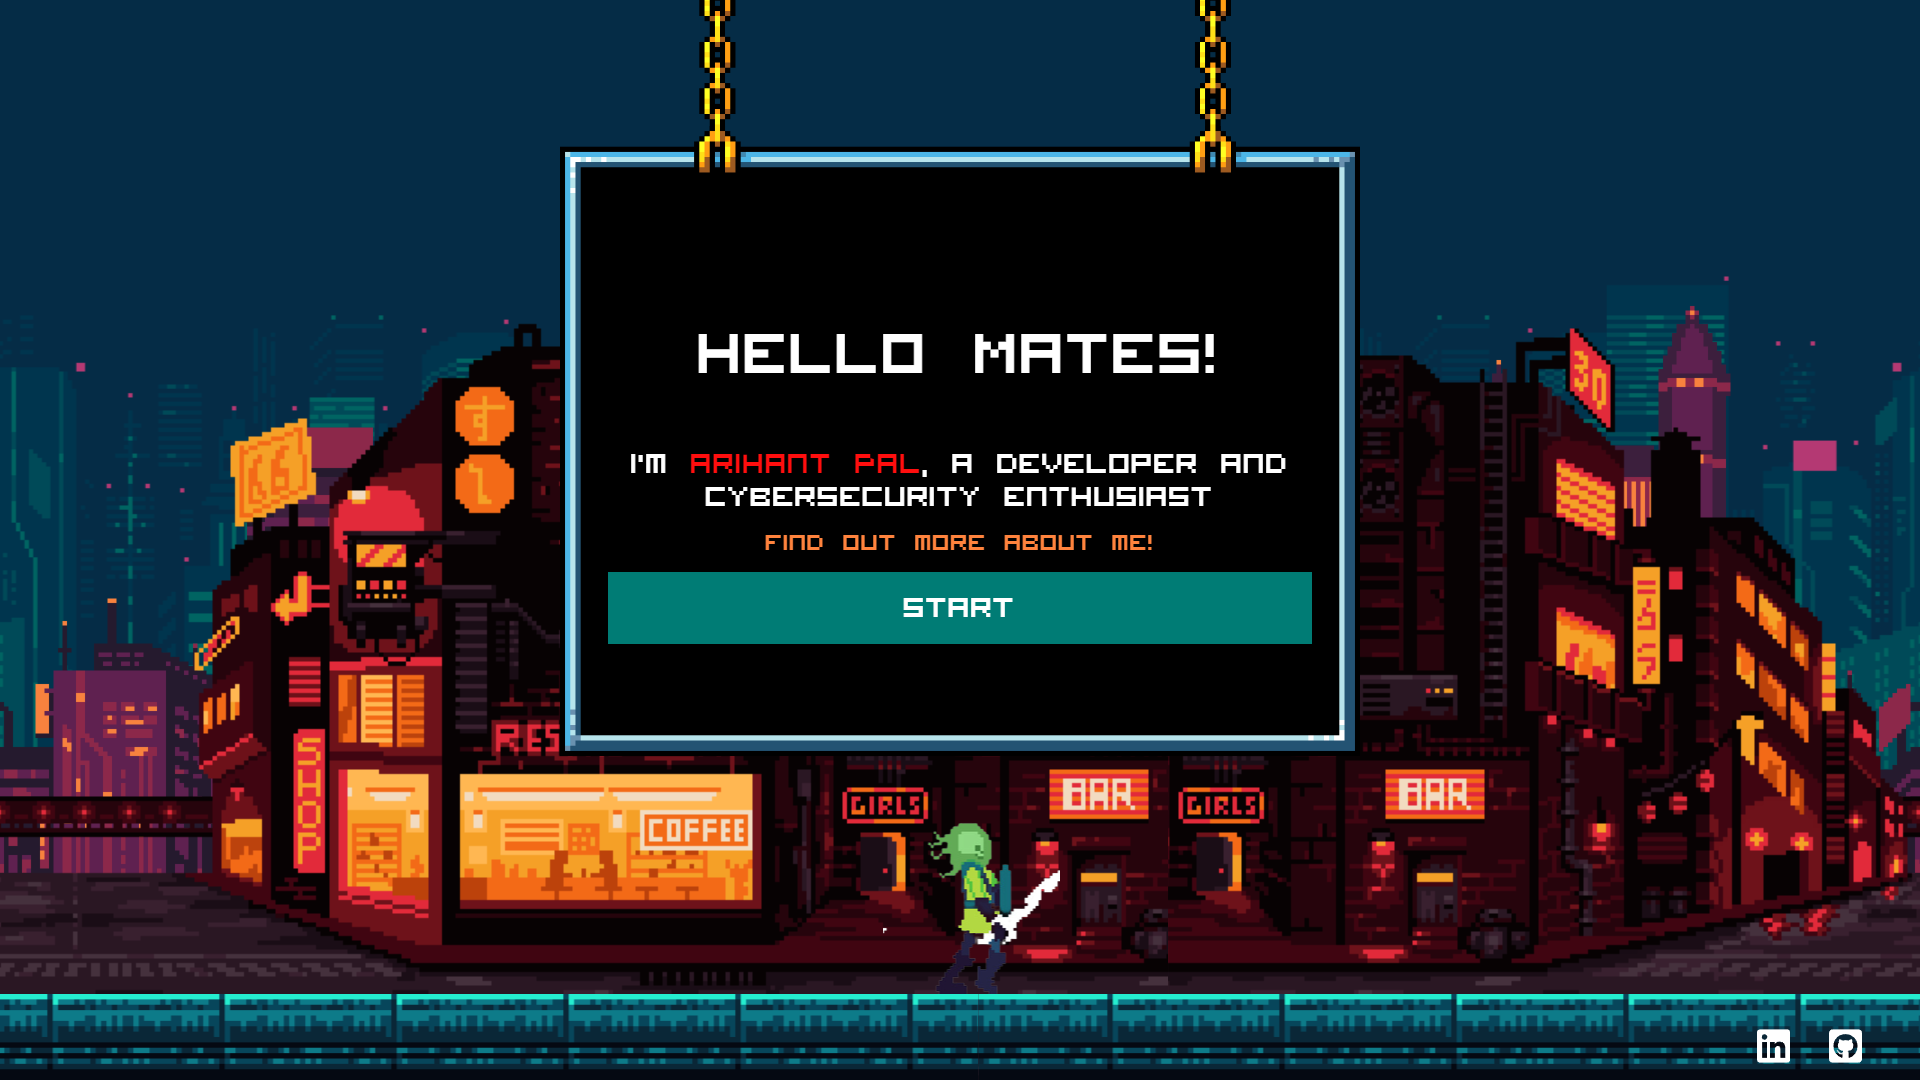 HELLO MATES!
I'M ARIHANT PAL, A DEVELOPER AND
CYBERSECURITY ENTHUSIAST
FIND OUT MORE ABOUT ME!
START
RES
SHOP
COFFEE
GIRLS
BAR
GIRLS
BAR
in